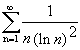 ∞
∑ 1
n=1 n(ln n)²